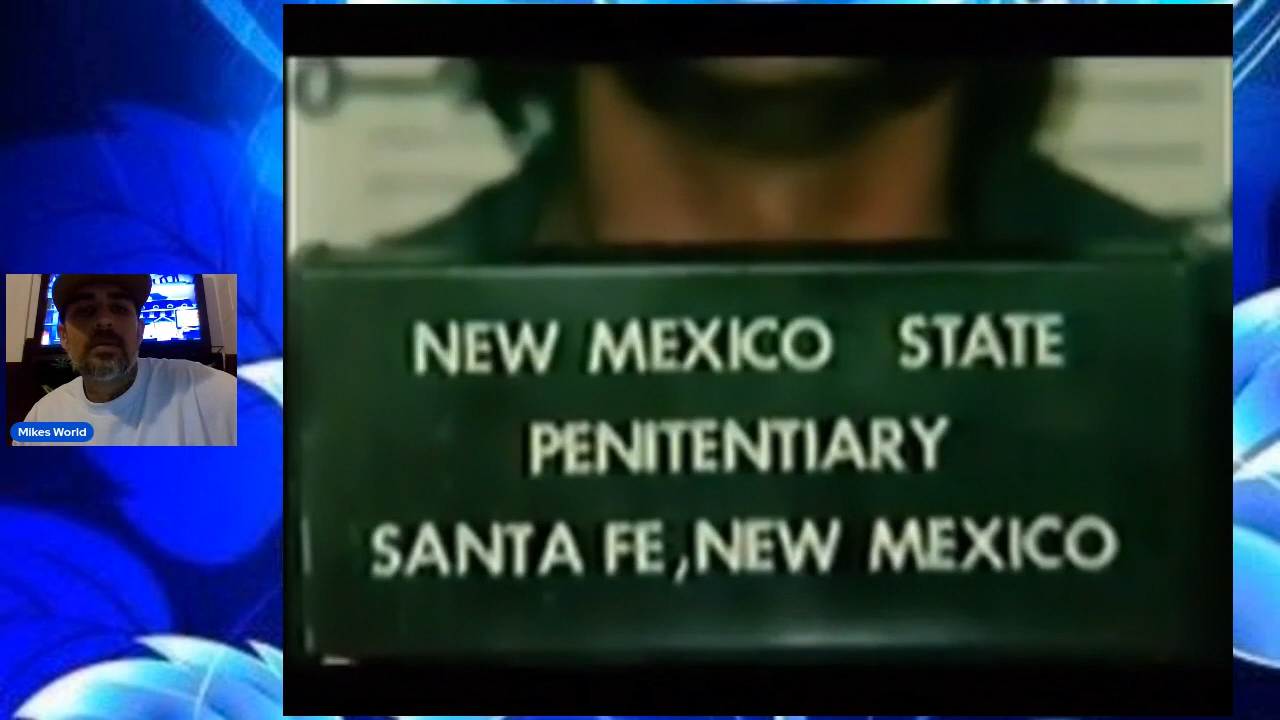 NEW MEXICO STATE
PENITENTIARY
SANTA FE, NEW MEXICO
Mikes World